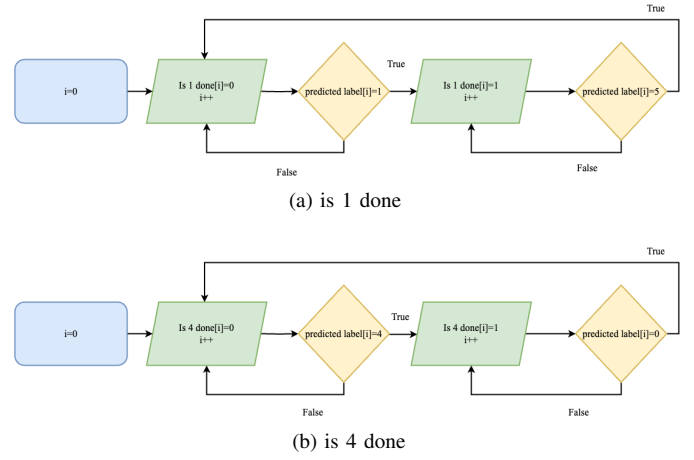 True
i=0
Is 1 done[i]=0
i++
predicted label[i]=1
True
Is 1 done[i]=1
i++
predicted label[i]=5
False
False
(a) is 1 done
True
i=0
Is 4 done[i]=0
i++
predicted label[i]=4
True
Is 4 done[i]=1
i++
predicted label[i]=0
False
False
(b) is 4 done